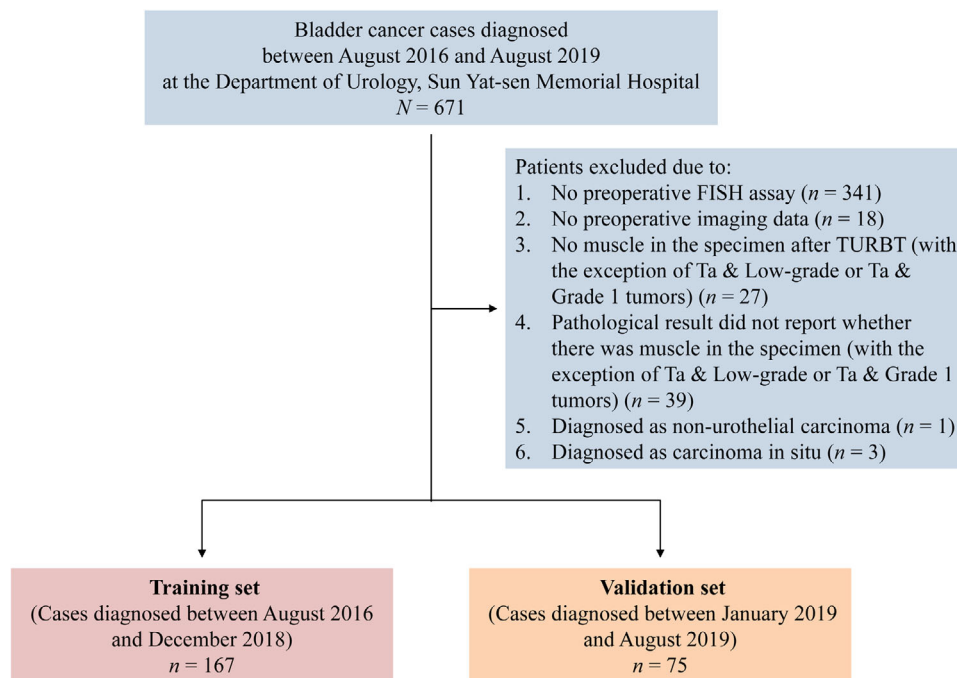 Bladder cancer cases diagnosed
between August 2016 and August 2019
at the Department of Urology, Sun Yat-sen Memorial Hospital
N = 671
Patients excluded due to:
1. No preoperative FISH assay (n = 341)
2. No preoperative imaging data (n = 18)
3. No muscle in the specimen after TURBT (with
the exception of Ta & Low-grade or Ta &
Grade 1 tumors) (n = 27)
4. Pathological result did not report whether
there was muscle in the specimen (with the
exception of Ta & Low-grade or Ta & Grade 1
tumors) (n = 39)
5. Diagnosed as non-urothelial carcinoma (n = 1)
6. Diagnosed as carcinoma in situ (n = 3)
Training set
(Cases diagnosed between August 2016
and December 2018)
n = 167
Validation set
(Cases diagnosed between January 2019
and August 2019)
n = 75